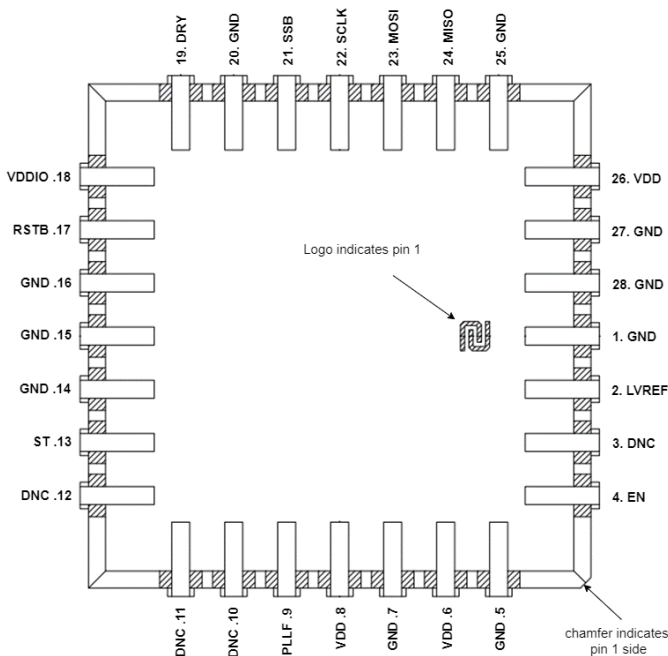 19. DRY
20. GND
21. SSB
22. SCLK
23. MOSI
24. MISO
25. GND
VDDIO .18
26. VDD
RSTB .17
27. GND
Logo indicates pin 1
GND .16
28. GND
GND .15
1. GND
GND .14
2. LVREF
ST .13
3. DNC
DNC .12
4. EN
DNC .11
DNC .10
PLLF .9
VDD .8
GND .7
VDD .6
GND .5
chamfer indicates
pin 1 side